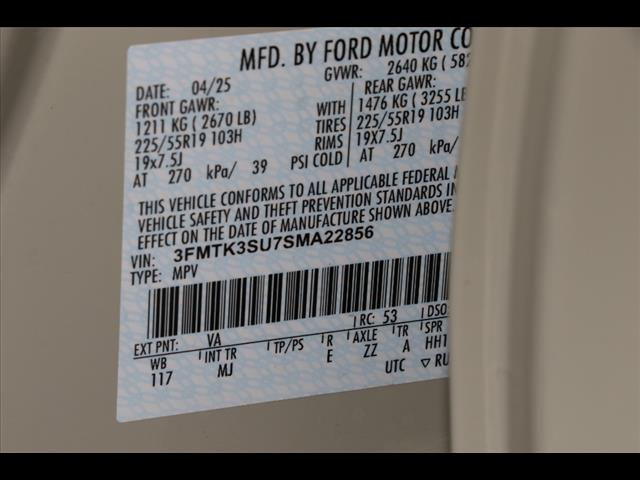 MFD. BY FORD MOTOR CO
DATE: 04/25 GVWR: 2640 KG ( 582
FRONT GAWR: REAR GAWR:
1211 KG ( 2670 LB) WITH 1476 KG ( 3255 LB
225/55R19 103H TIRES 225/55R19 103H
19x7.5J RIMS 19x7.5J
AT 270 kPa/ 39 PSI COLD AT 270 kPa/
THIS VEHICLE CONFORMS TO ALL APPLICABLE FEDERAL
VEHICLE SAFETY AND THEFT PREVENTION STANDARDS IN
EFFECT ON THE DATE OF MANUFACTURE SHOWN ABOVE.
VIN: 3FMTK3SU7SMA22856
TYPE: MPV
EXT PNT: VA RC: 53 DSO
WB INT TR TP/PS R AXLE TR SPR
117 MJ E ZZ A HH1
UTC ▽ RU